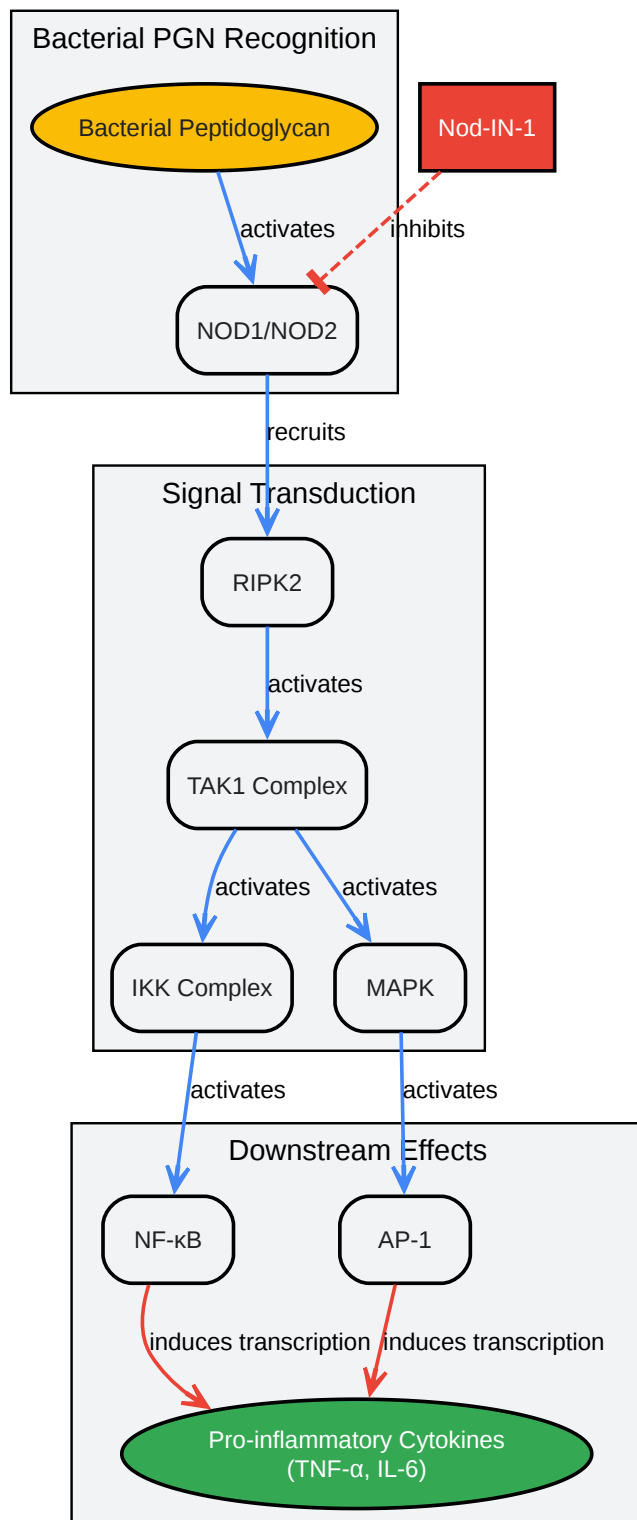 Bacterial PGN Recognition
Bacterial Peptidoglycan
Nod-IN-1
activates
inhibits
NOD1/NOD2
recruits
Signal Transduction
RIPK2
activates
TAK1 Complex
activates
activates
IKK Complex
MAPK
activates
activates
Downstream Effects
NF-κB
AP-1
induces transcription
induces transcription
Pro-inflammatory Cytokines
(TNF-α, IL-6)